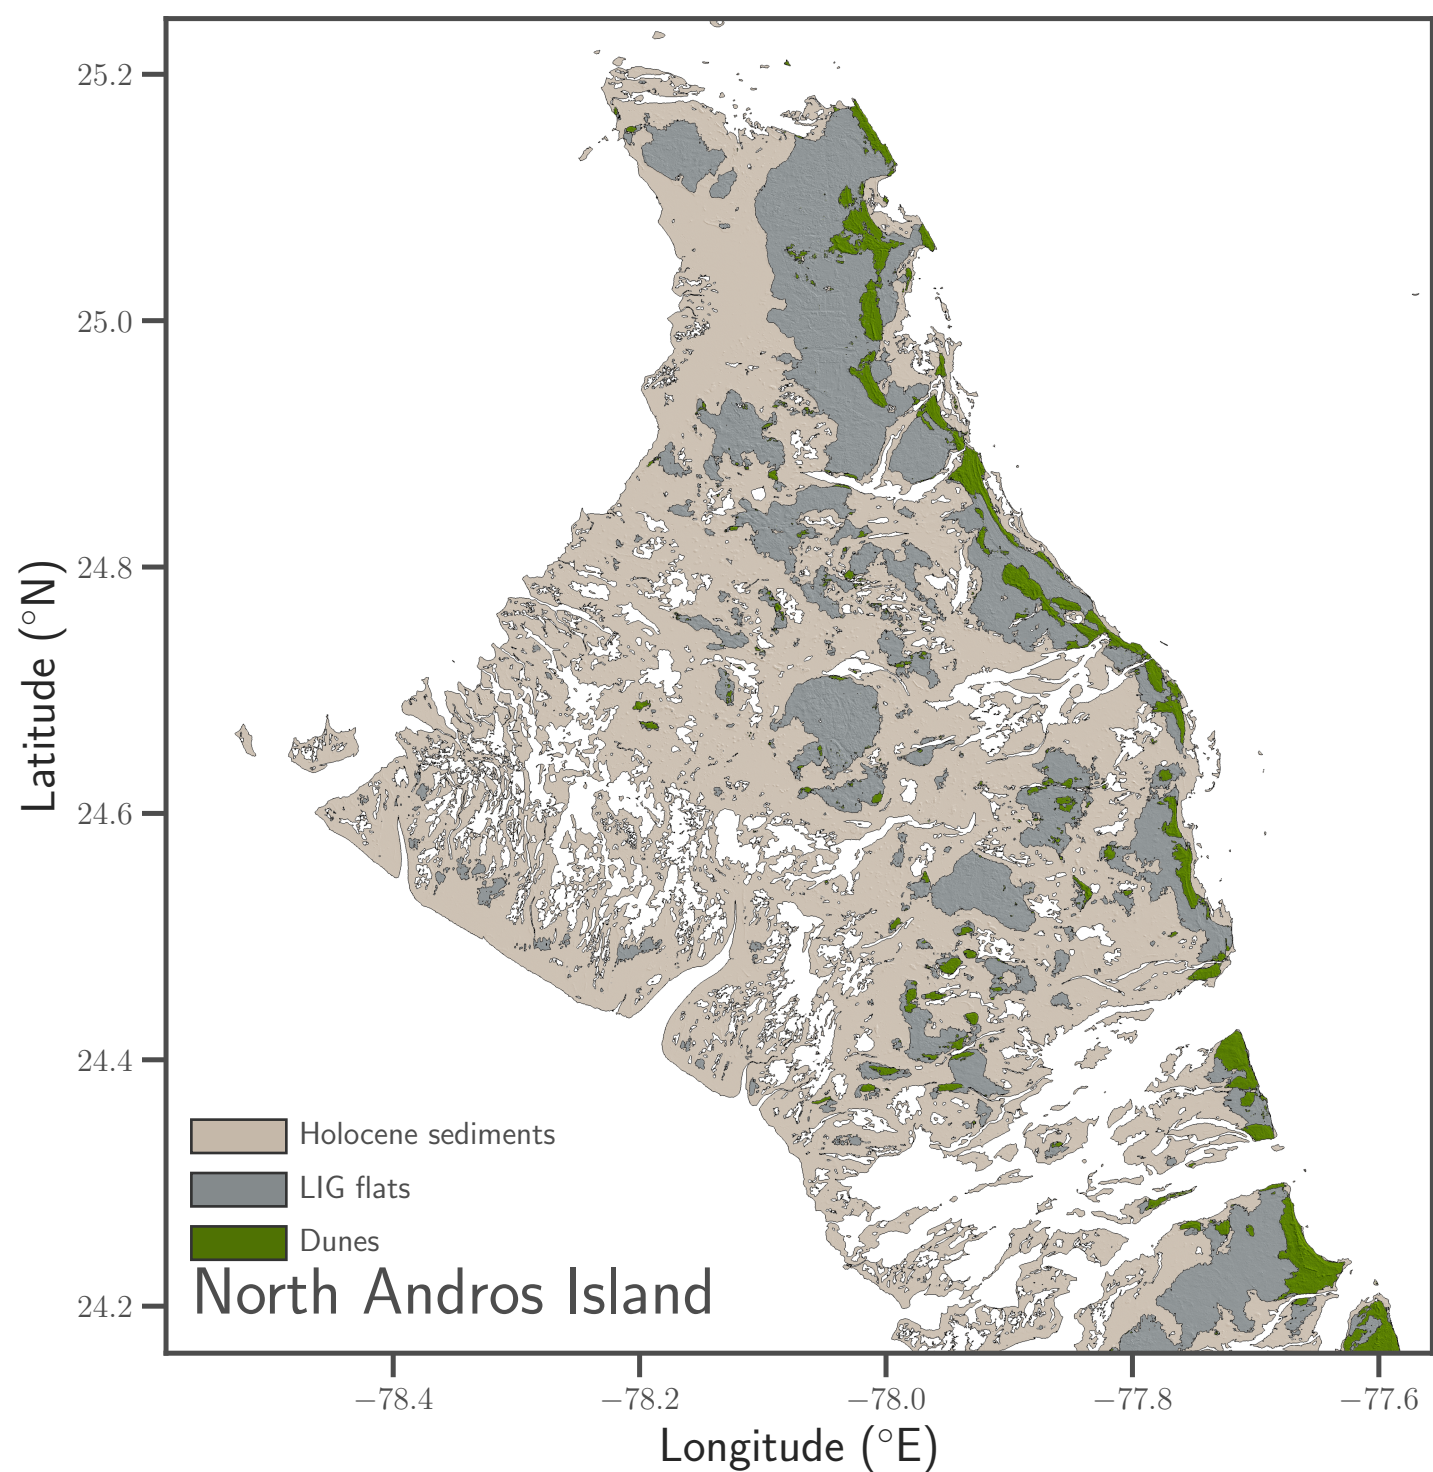 25.2
25.0
24.8
24.6
24.4
24.2
Latitude (°N)
Holocene sediments
LIG flats
Dunes
North Andros Island
−78.4 −78.2 −78.0 −77.8 −77.6
Longitude (°E)